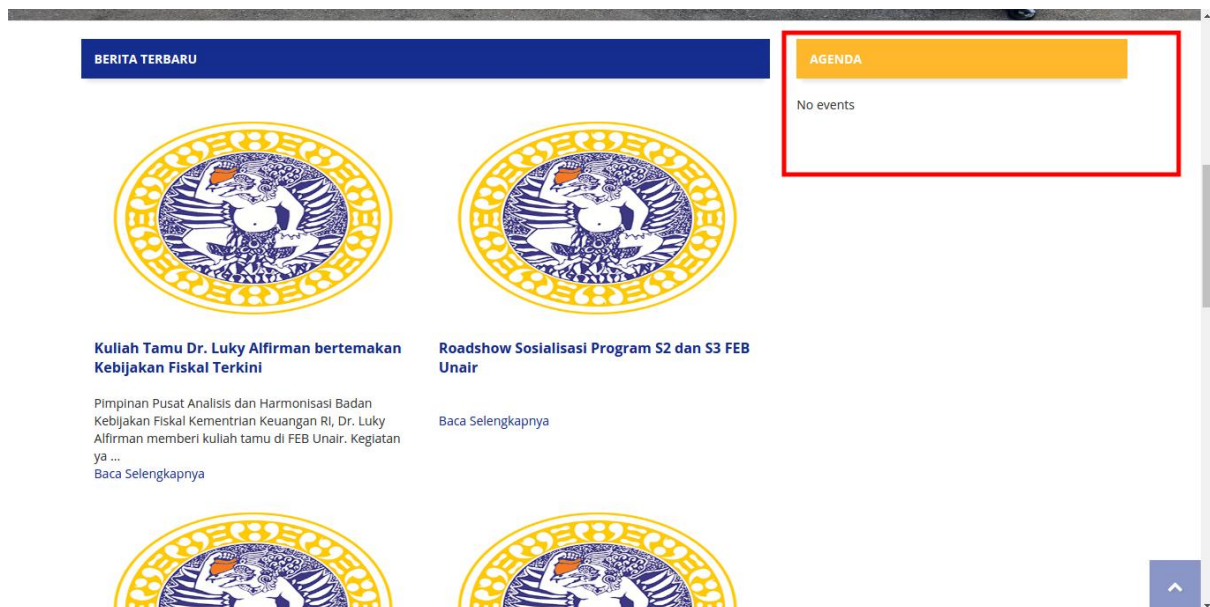 BERITA TERBARU
AGENDA
No events
Kuliah Tamu Dr. Luky Alfirman bertemakan
Kebijakan Fiskal Terkini
Pimpinan Pusat Analisis dan Harmonisasi Badan
Kebijakan Fiskal Kementrian Keuangan RI, Dr. Luky
Alfirman memberi kuliah tamu di FEB Unair. Kegiatan
ya ...
Baca Selengkapnya
Roadshow Sosialisasi Program S2 dan S3 FEB
Unair
Baca Selengkapnya